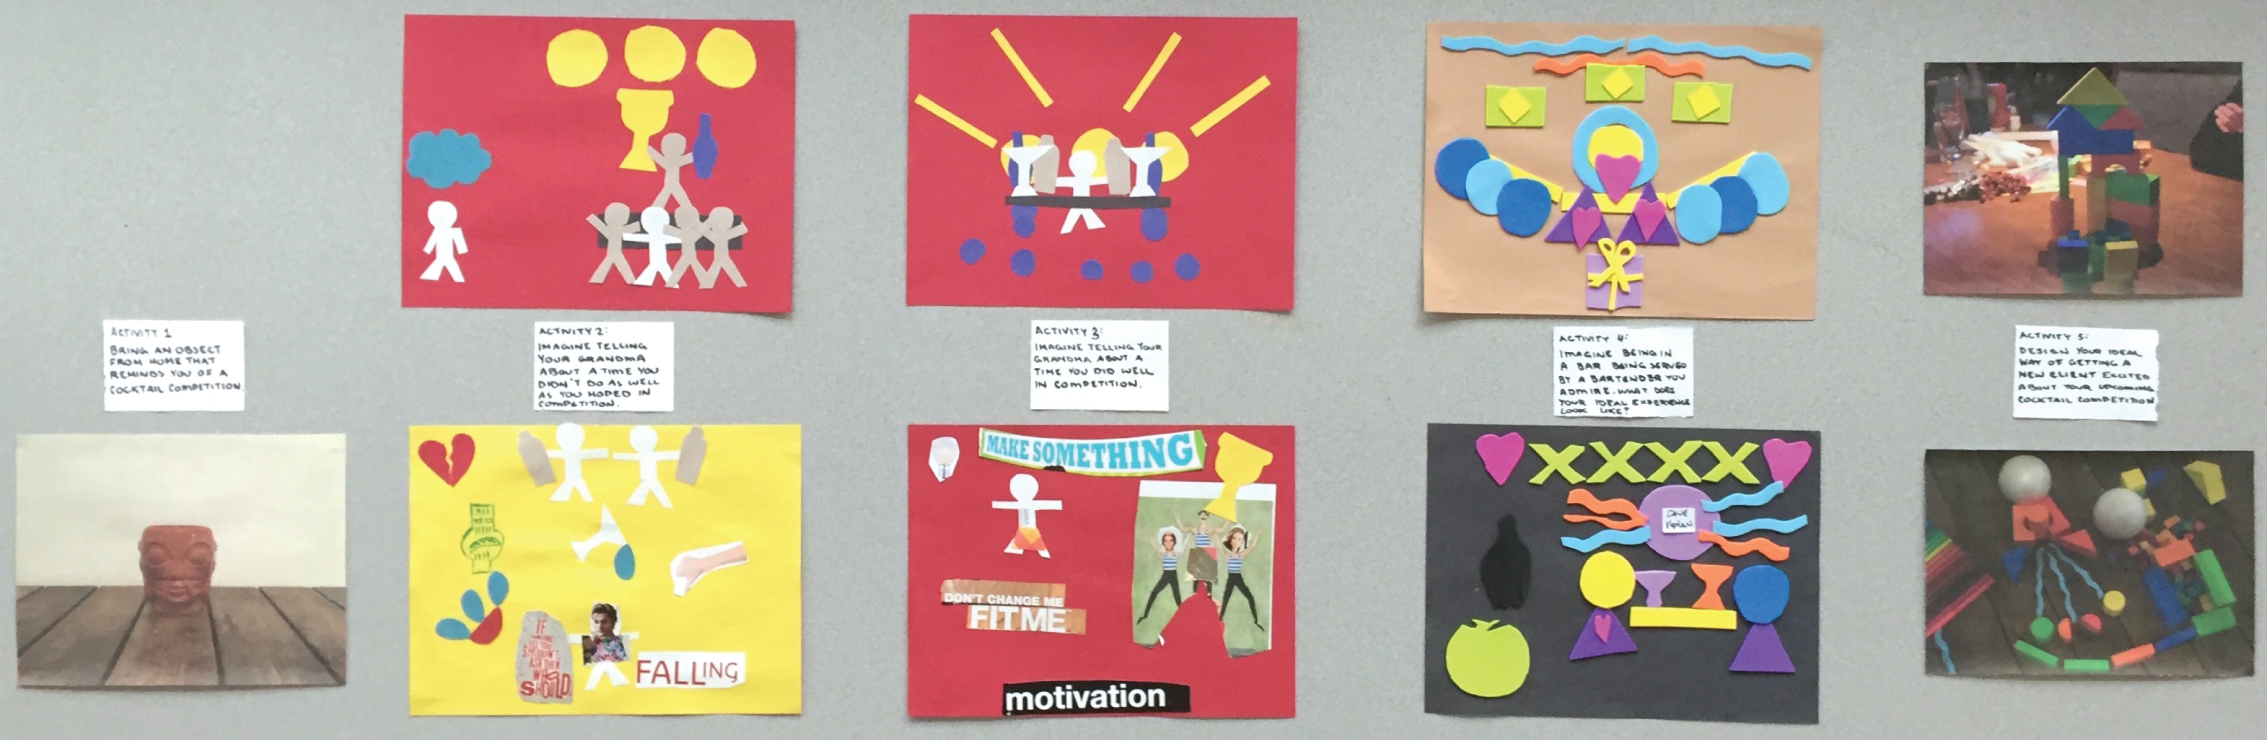 ACTIVITY 1
BRING AN OBJECT
FROM HOME THAT
REMINDS YOU OF A
COCKTAIL COMPETITION.
ACTIVITY 2:
IMAGINE TELLING
YOUR GRANDMA
ABOUT A TIME YOU
DIDN'T DO AS WELL
AS YOU HOPED IN
COMPETITION.
ACTIVITY 3:
IMAGINE TELLING YOUR
GRANDMA ABOUT A
TIME YOU DID WELL
IN COMPETITION.
ACTIVITY 4:
IMAGINE BEING IN
A BAR BEING SERVED
BY A BARTENDER YOU
ADMIRE. WHAT DOES
YOUR IDEAL EXPERIENCE
LOOK LIKE?
ACTIVITY 5:
DESIGN YOUR IDEAL
WAY OF GETTING A
NEW CLIENT EXCITED
ABOUT YOUR UPCOMING
COCKTAIL COMPETITION
IF
SHOULD
FALLING
MAKE SOMETHING
DON'T CHANGE ME
FIT ME
motivation
XXXX
DAVE